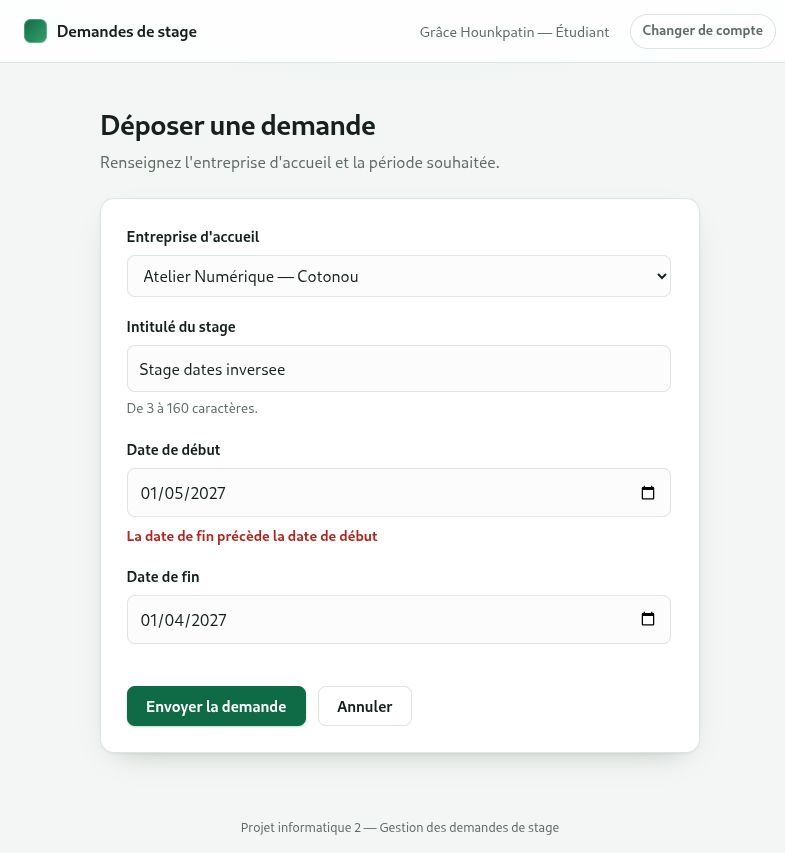 Demandes de stage
Grâce Hounkpatin — Étudiant
Changer de compte
Déposer une demande
Renseignez l'entreprise d'accueil et la période souhaitée.
Entreprise d'accueil
Atelier Numérique — Cotonou
Intitulé du stage
Stage dates inversee
De 3 à 160 caractères.
Date de début
01/05/2027
La date de fin précède la date de début
Date de fin
01/04/2027
Envoyer la demande
Annuler
Projet informatique 2 — Gestion des demandes de stage